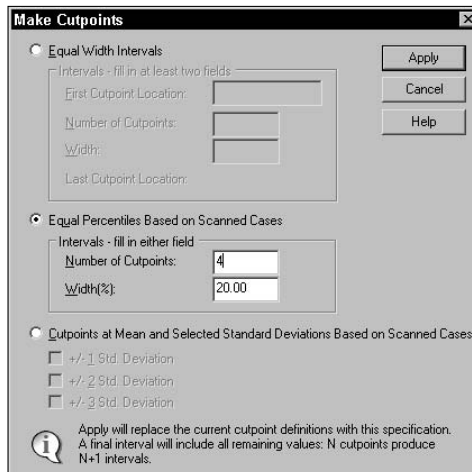 Make Cutpoints
Equal Width Intervals
Intervals - fill in at least two fields
First Cutpoint Location:
Number of Cutpoints:
Width:
Last Cutpoint Location:
Apply
Cancel
Help
Equal Percentiles Based on Scanned Cases
Intervals - fill in either field
Number of Cutpoints: 4
Width(%): 20.00
Cutpoints at Mean and Selected Standard Deviations Based on Scanned Cases
+/- 1 Std. Deviation
+/- 2 Std. Deviation
+/- 3 Std. Deviation
Apply will replace the current cutpoint definitions with this specification.
A final interval will include all remaining values: N cutpoints produce
N+1 intervals.